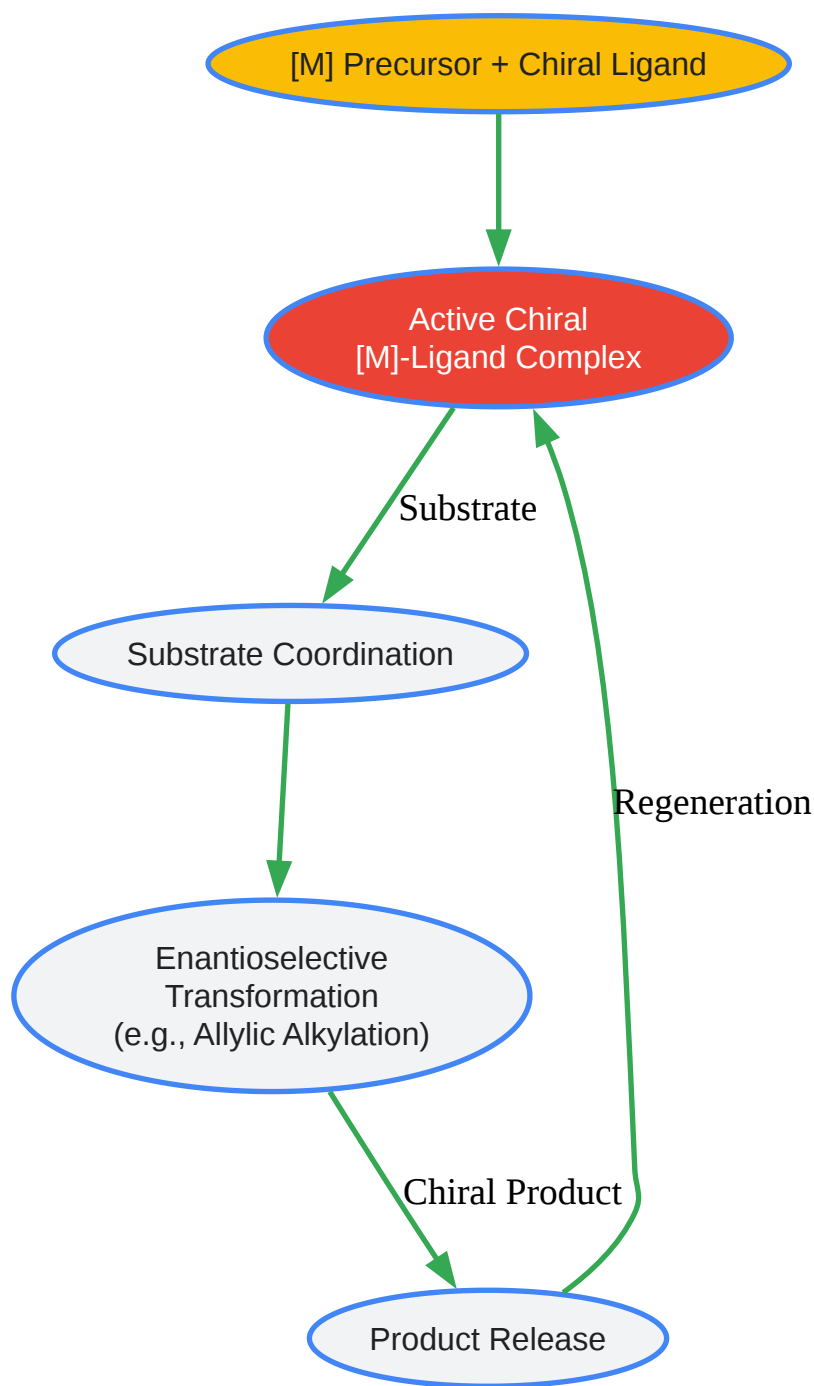 [M] Precursor + Chiral Ligand
Active Chiral
[M]-Ligand Complex
Substrate
Substrate Coordination
Regeneration
Enantioselective
Transformation
(e.g., Allylic Alkylation)
Chiral Product
Product Release